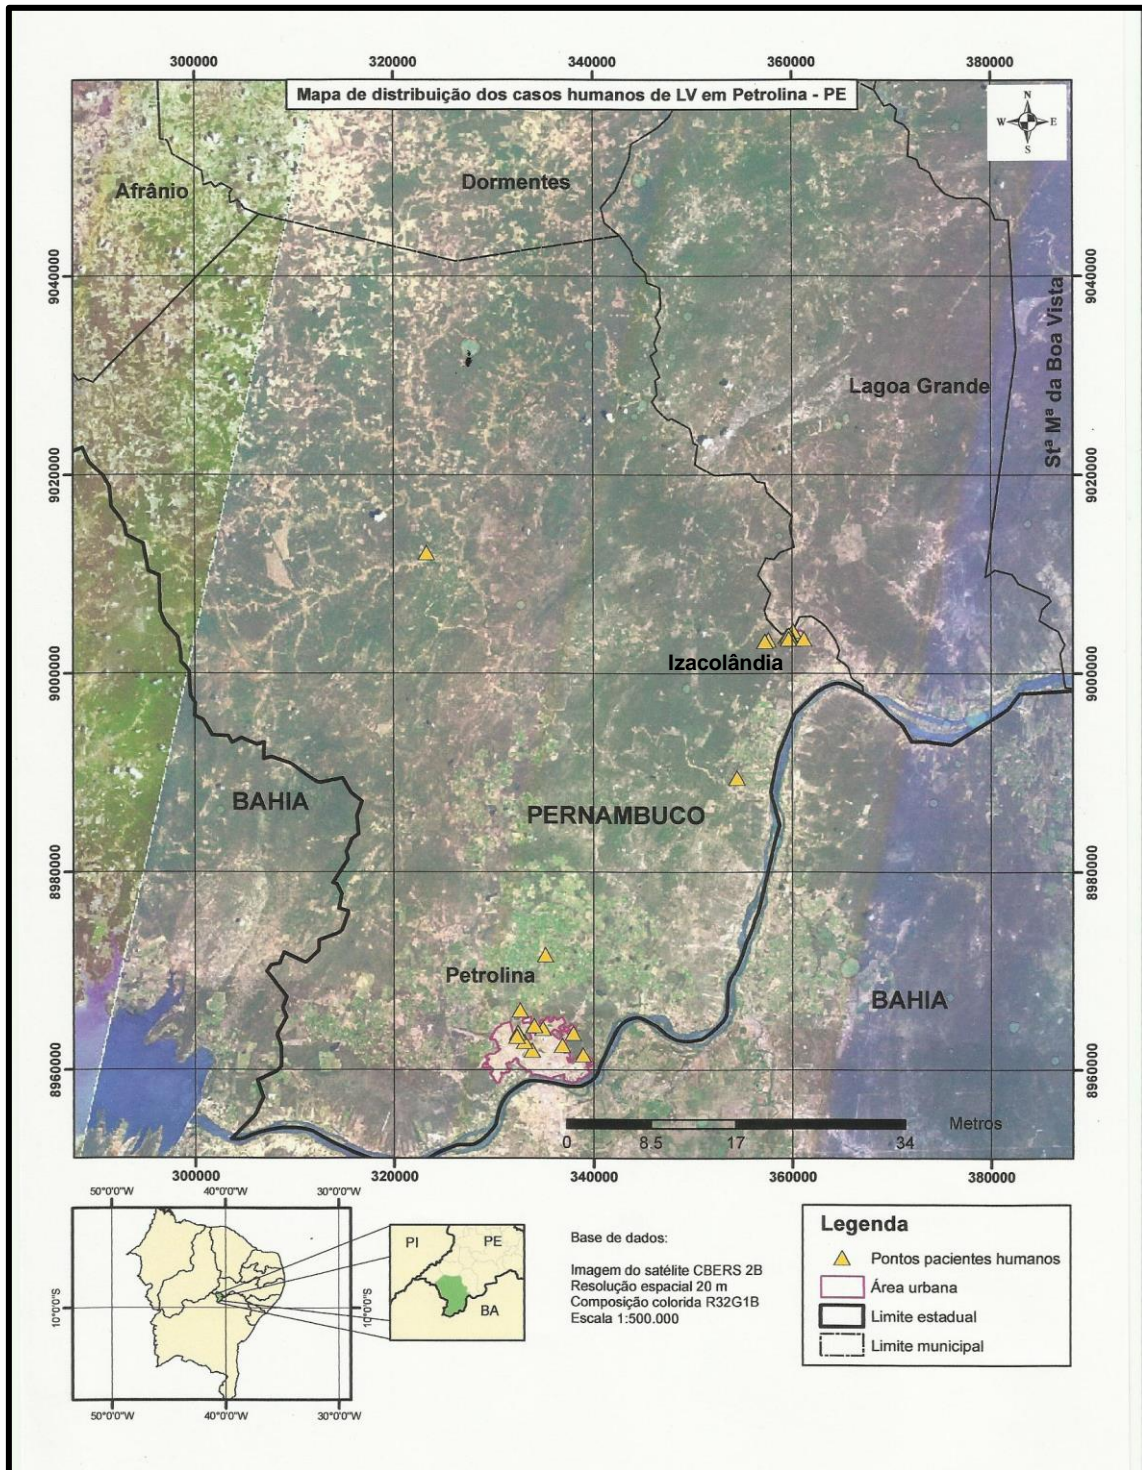 300000 320000 340000 360000 380000
Mapa de distribuição dos casos humanos de LV em Petrolina - PE
N
W E
S
Afrânio
Dormentes
9040000
9040000
Stª Mª da Boa Vista
Lagoa Grande
9020000
9020000
Izacolândia
9000000
9000000
BAHIA
PERNAMBUCO
8980000
8980000
Petrolina
BAHIA
8960000
8960000
Metros
0 8.5 17 34
300000 320000 340000 360000 380000
50°0'0"W 40°0'0"W 30°0'0"W
10°0'0"S
10°0'0"S
50°0'0"W 40°0'0"W 30°0'0"W
PI
PE
BA
Base de dados:
Imagem do satélite CBERS 2B
Resolução espacial 20 m
Composição colorida R32G1B
Escala 1:500.000
Legenda
Pontos pacientes humanos
Área urbana
Limite estadual
Limite municipal